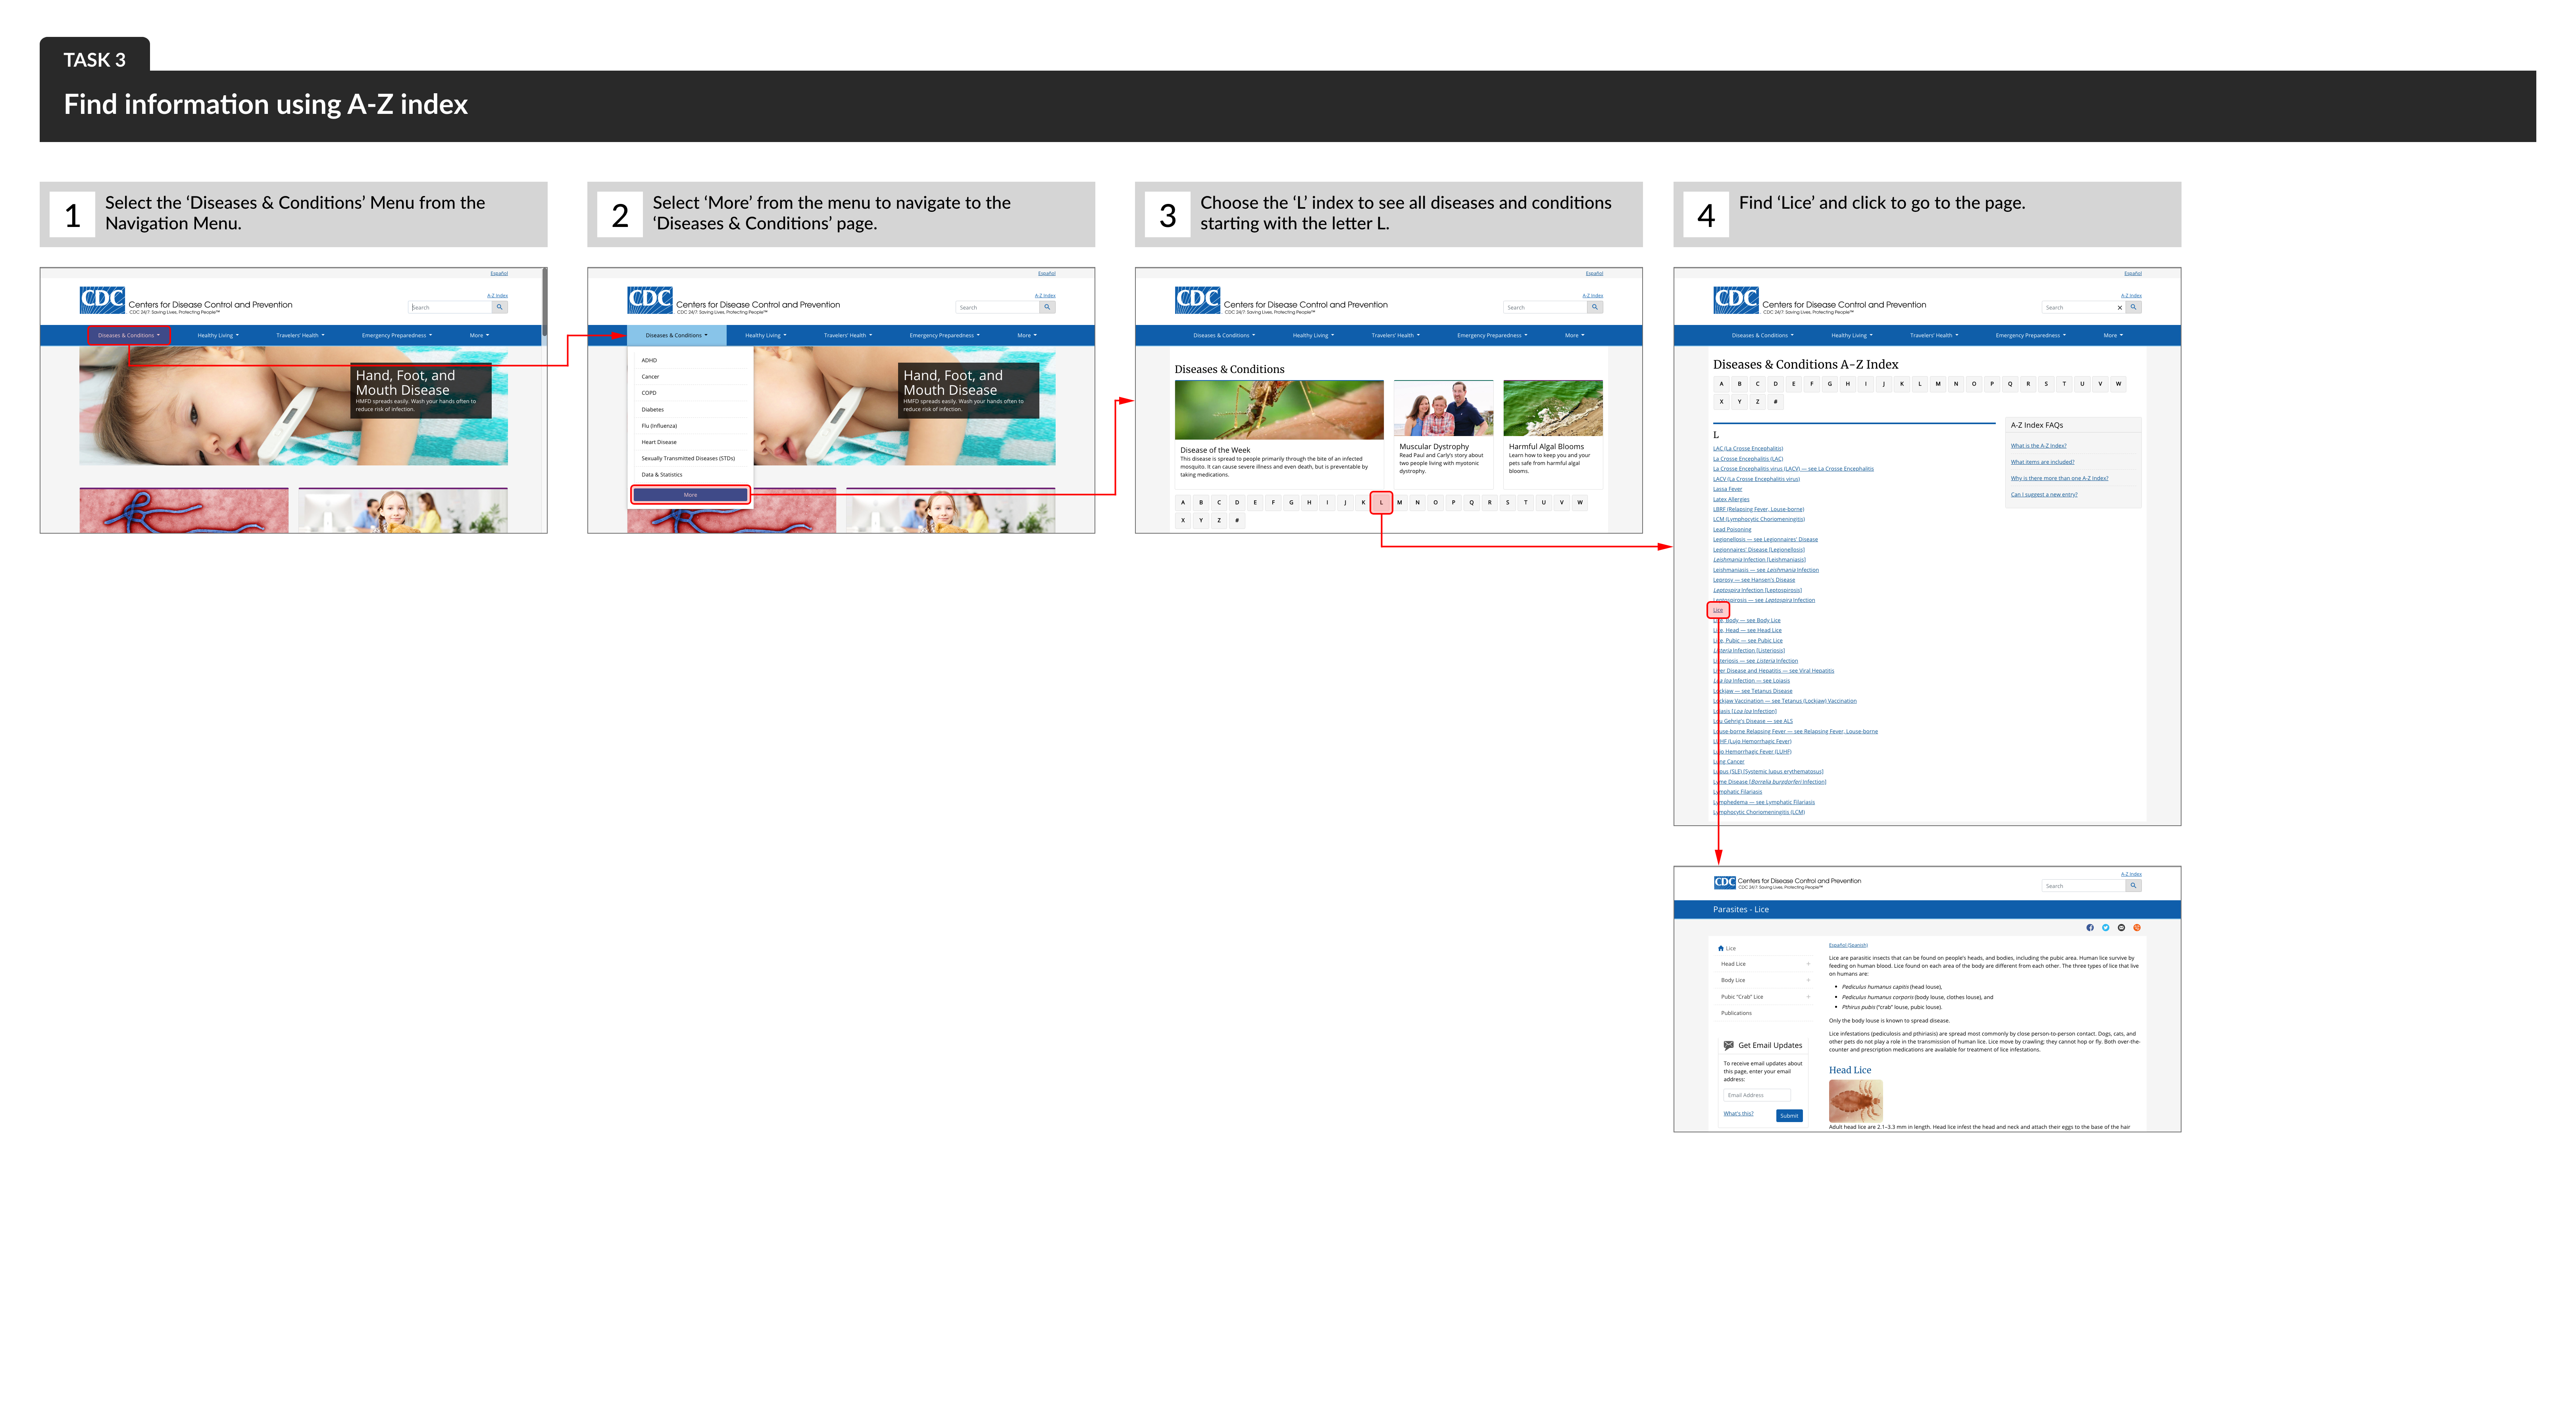 TASK 3
Find information using A-Z index
1
Select the ‘Diseases & Conditions’ Menu from the
Navigation Menu.
Español
CDC
Centers for Disease Control and Prevention
CDC 24/7: Saving Lives, Protecting People™
A-Z Index
Search
Diseases & Conditions
Healthy Living
Travelers' Health
Emergency Preparedness
More
Hand, Foot, and
Mouth Disease
HMFD spreads easily. Wash your hands often to
reduce risk of infection.
2
Select ‘More’ from the menu to navigate to the
‘Diseases & Conditions’ page.
Español
CDC
Centers for Disease Control and Prevention
CDC 24/7: Saving Lives, Protecting People™
A-Z Index
Search
Diseases & Conditions
Healthy Living
Travelers' Health
Emergency Preparedness
More
ADHD
Cancer
COPD
Diabetes
Flu (Influenza)
Heart Disease
Sexually Transmitted Diseases (STDs)
Data & Statistics
More
Hand, Foot, and
Mouth Disease
HMFD spreads easily. Wash your hands often to
reduce risk of infection.
3
Choose the ‘L’ index to see all diseases and conditions
starting with the letter L.
Español
CDC
Centers for Disease Control and Prevention
CDC 24/7: Saving Lives, Protecting People™
A-Z Index
Search
Diseases & Conditions
Healthy Living
Travelers' Health
Emergency Preparedness
More
Diseases & Conditions
Disease of the Week
This disease is spread to people primarily through the bite of an infected
mosquito. It can cause severe illness and even death, but is preventable by
taking medications.
Muscular Dystrophy
Read Paul and Carly's story about
two people living with myotonic
dystrophy.
Harmful Algal Blooms
Learn how to keep you and your
pets safe from harmful algal
blooms.
A B C D E F G H I J K L M N O P Q R S T U V W
X Y Z #
4
Find ‘Lice’ and click to go to the page.
Español
CDC
Centers for Disease Control and Prevention
CDC 24/7: Saving Lives, Protecting People™
A-Z Index
Search
Diseases & Conditions
Healthy Living
Travelers' Health
Emergency Preparedness
More
Diseases & Conditions A-Z Index
A B C D E F G H I J K L M N O P Q R S T U V W
X Y Z #
L
LAC (La Crosse Encephalitis)
La Crosse Encephalitis (LAC)
La Crosse Encephalitis virus (LACV) — see La Crosse Encephalitis
LACV (La Crosse Encephalitis virus)
Lassa Fever
Latex Allergies
LBRF (Relapsing Fever, Louse-borne)
LCM (Lymphocytic Choriomeningitis)
Lead Poisoning
Legionellosis — see Legionnaires' Disease
Legionnaires' Disease [Legionellosis]
Leishmania Infection [Leishmaniasis]
Leishmaniasis — see Leishmania Infection
Leprosy — see Hansen's Disease
Leptospira Infection [Leptospirosis]
Leptospirosis — see Leptospira Infection
Lice
Lice, Body — see Body Lice
Lice, Head — see Head Lice
Lice, Pubic — see Pubic Lice
Listeria Infection [Listeriosis]
Listeriosis — see Listeria Infection
Liver Disease and Hepatitis — see Viral Hepatitis
Loa loa Infection — see Loiasis
Lockjaw — see Tetanus Disease
Lockjaw Vaccination — see Tetanus (Lockjaw) Vaccination
Loiasis [Loa loa Infection]
Lou Gehrig's Disease — see ALS
Louse-borne Relapsing Fever — see Relapsing Fever, Louse-borne
LUHF (Lujo Hemorrhagic Fever)
Lujo Hemorrhagic Fever (LUHF)
Lung Cancer
Lupus (SLE) [Systemic lupus erythematosus]
Lyme Disease [Borrelia burgdorferi Infection]
Lymphatic Filariasis
Lymphedema — see Lymphatic Filariasis
Lymphocytic Choriomeningitis (LCM)
A-Z Index FAQs
What is the A-Z Index?
What items are included?
Why is there more than one A-Z Index?
Can I suggest a new entry?
CDC
Centers for Disease Control and Prevention
CDC 24/7: Saving Lives, Protecting People™
A-Z Index
Search
Parasites - Lice
Lice
Head Lice
Body Lice
Pubic "Crab" Lice
Publications
Get Email Updates
To receive email updates about
this page, enter your email
address:
Email Address
What's this?
Submit
Español (Spanish)
Lice are parasitic insects that can be found on people's heads, and bodies, including the pubic area. Human lice survive by
feeding on human blood. Lice found on each area of the body are different from each other. The three types of lice that live
on humans are:
• Pediculus humanus capitis (head louse),
• Pediculus humanus corporis (body louse, clothes louse), and
• Pthirus pubis ("crab" louse, pubic louse).
Only the body louse is known to spread disease.
Lice infestations (pediculosis and pthiriasis) are spread most commonly by close person-to-person contact. Dogs, cats, and
other pets do not play a role in the transmission of human lice. Lice move by crawling; they cannot hop or fly. Both over-the-
counter and prescription medications are available for treatment of lice infestations.
Head Lice
Adult head lice are 2.1–3.3 mm in length. Head lice infest the head and neck and attach their eggs to the base of the hair